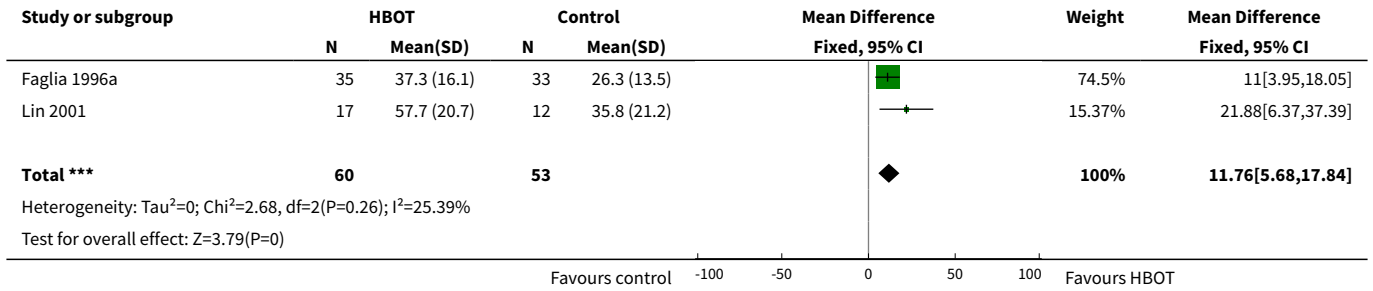 Study or subgroup HBOT Control Mean Difference Weight Mean Difference
N Mean(SD) N Mean(SD) Fixed, 95% CI Fixed, 95% CI
Faglia 1996a 35 37.3 (16.1) 33 26.3 (13.5) 74.5% 11[3.95,18.05]
Lin 2001 17 57.7 (20.7) 12 35.8 (21.2) 15.37% 21.88[6.37,37.39]
Total *** 60 53 100% 11.76[5.68,17.84]
Heterogeneity: Tau²=0; Chi²=2.68, df=2(P=0.26); I²=25.39%
Test for overall effect: Z=3.79(P=0)
Favours control -100 -50 0 50 100 Favours HBOT